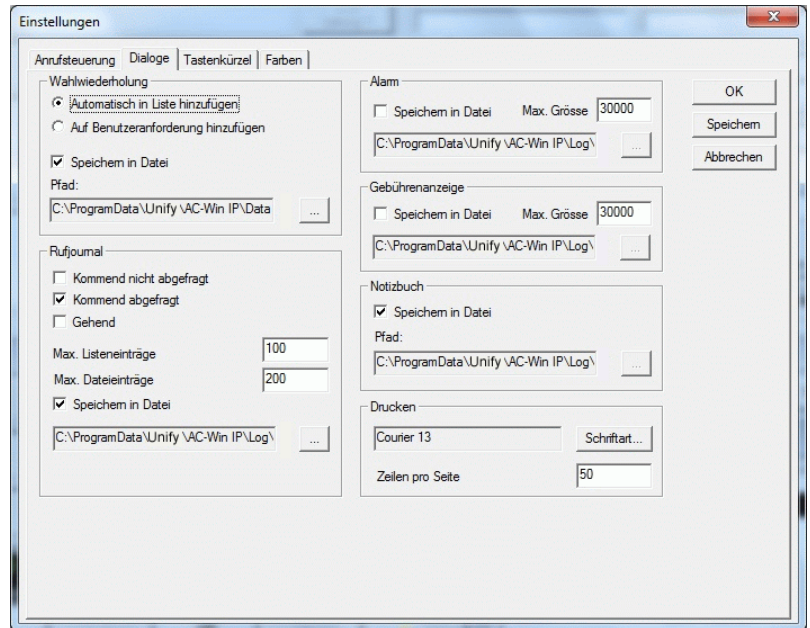 Einstellungen
Anrufsteuerung Dialoge Tastenkürzel Farben
Wahlwiederholung
Automatisch in Liste hinzufügen
Auf Benutzeranforderung hinzufügen
Speichern in Datei
Pfad:
C:\ProgramData\Unify \AC-Win IP\Data ...
Rufjournal
Kommend nicht abgefragt
Kommend abgefragt
Gehend
Max. Listeneinträge 100
Max. Dateieinträge 200
Speichern in Datei
C:\ProgramData\Unify \AC-Win IP\Log\ ...
Alarm
Speichern in Datei Max. Grösse 30000
C:\ProgramData\Unify \AC-Win IP\Log\ ...
Gebührenanzeige
Speichern in Datei Max. Grösse 30000
C:\ProgramData\Unify \AC-Win IP\Log\ ...
Notizbuch
Speichern in Datei
Pfad:
C:\ProgramData\Unify \AC-Win IP\Log\ ...
Drucken
Courier 13 Schriftart...
Zeilen pro Seite 50
OK
Speichern
Abbrechen